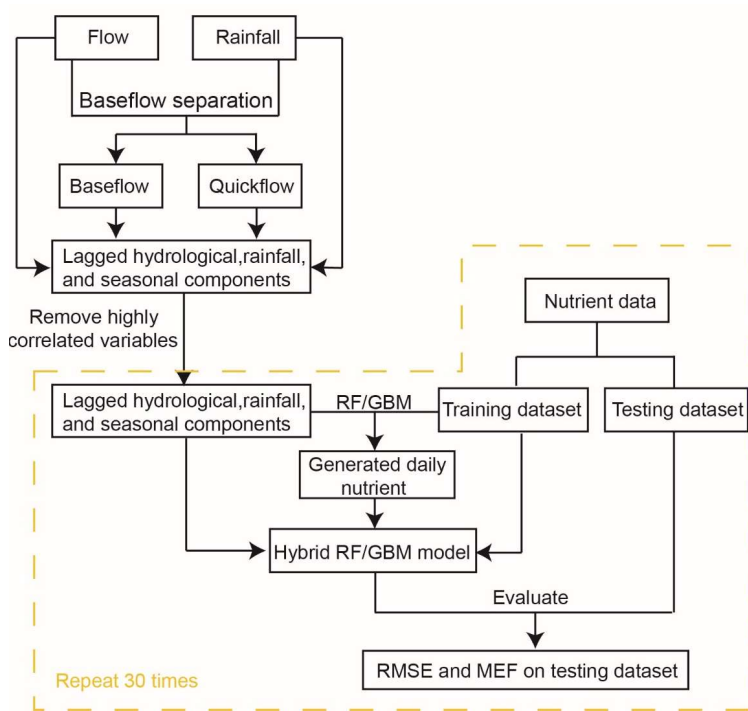 Flow
Rainfall
Baseflow separation
Baseflow
Quickflow
Lagged hydrological,rainfall,
and seasonal components
Remove highly
correlated variables
Nutrient data
Lagged hydrological,rainfall,
and seasonal components
RF/GBM
Training dataset
Testing dataset
Generated daily
nutrient
Hybrid RF/GBM model
Evaluate
RMSE and MEF on testing dataset
Repeat 30 times